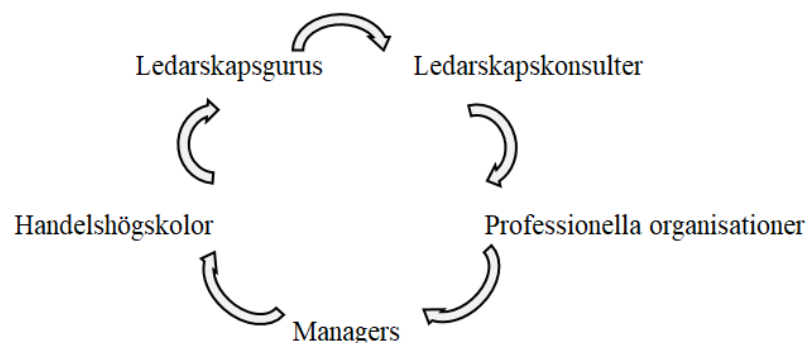 Ledarskapsgurus
Ledarskapskonsulter
Handelshögskolor
Professionella organisationer
Managers